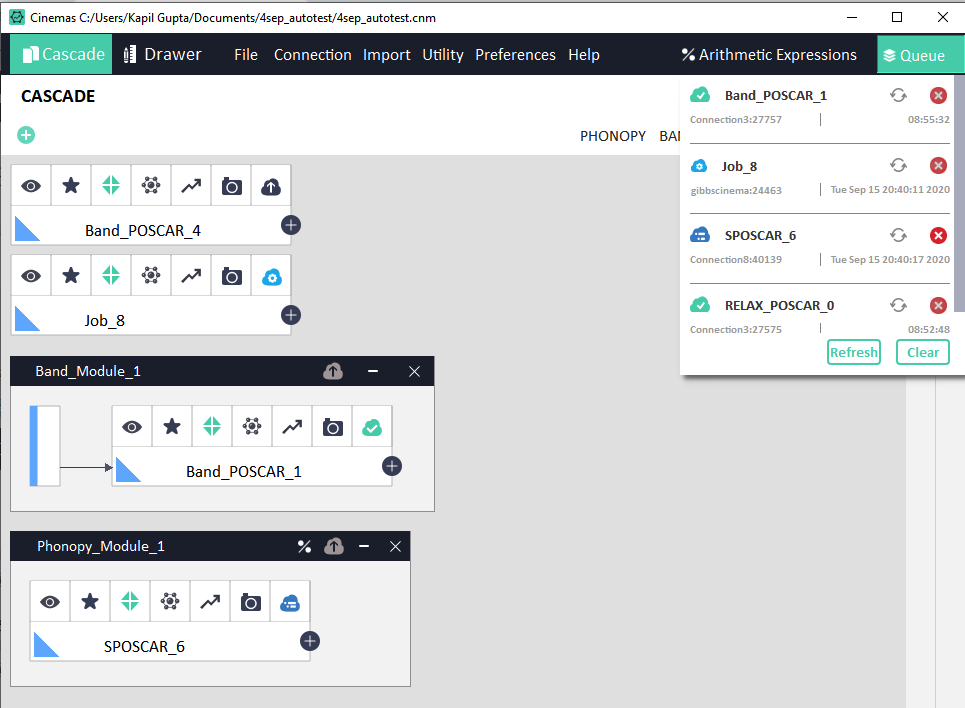 Cinemas C:/Users/Kapil Gupta/Documents/4sep_autotest/4sep_autotest.cnm
Cascade Drawer File Connection Import Utility Preferences Help Arithmetic Expressions Queue
CASCADE
PHONOPY BAN
Band_POSCAR_1
Connection3:27757 | 08:55:32
Job_8
gibbscinema:24463 | Tue Sep 15 20:40:11 2020
SPOSCAR_6
Connection8:40139 | Tue Sep 15 20:40:17 2020
RELAX_POSCAR_0
Connection3:27575 | 08:52:48
Refresh Clear
Band_POSCAR_4
Job_8
Band_Module_1
Band_POSCAR_1
Phonopy_Module_1
SPOSCAR_6